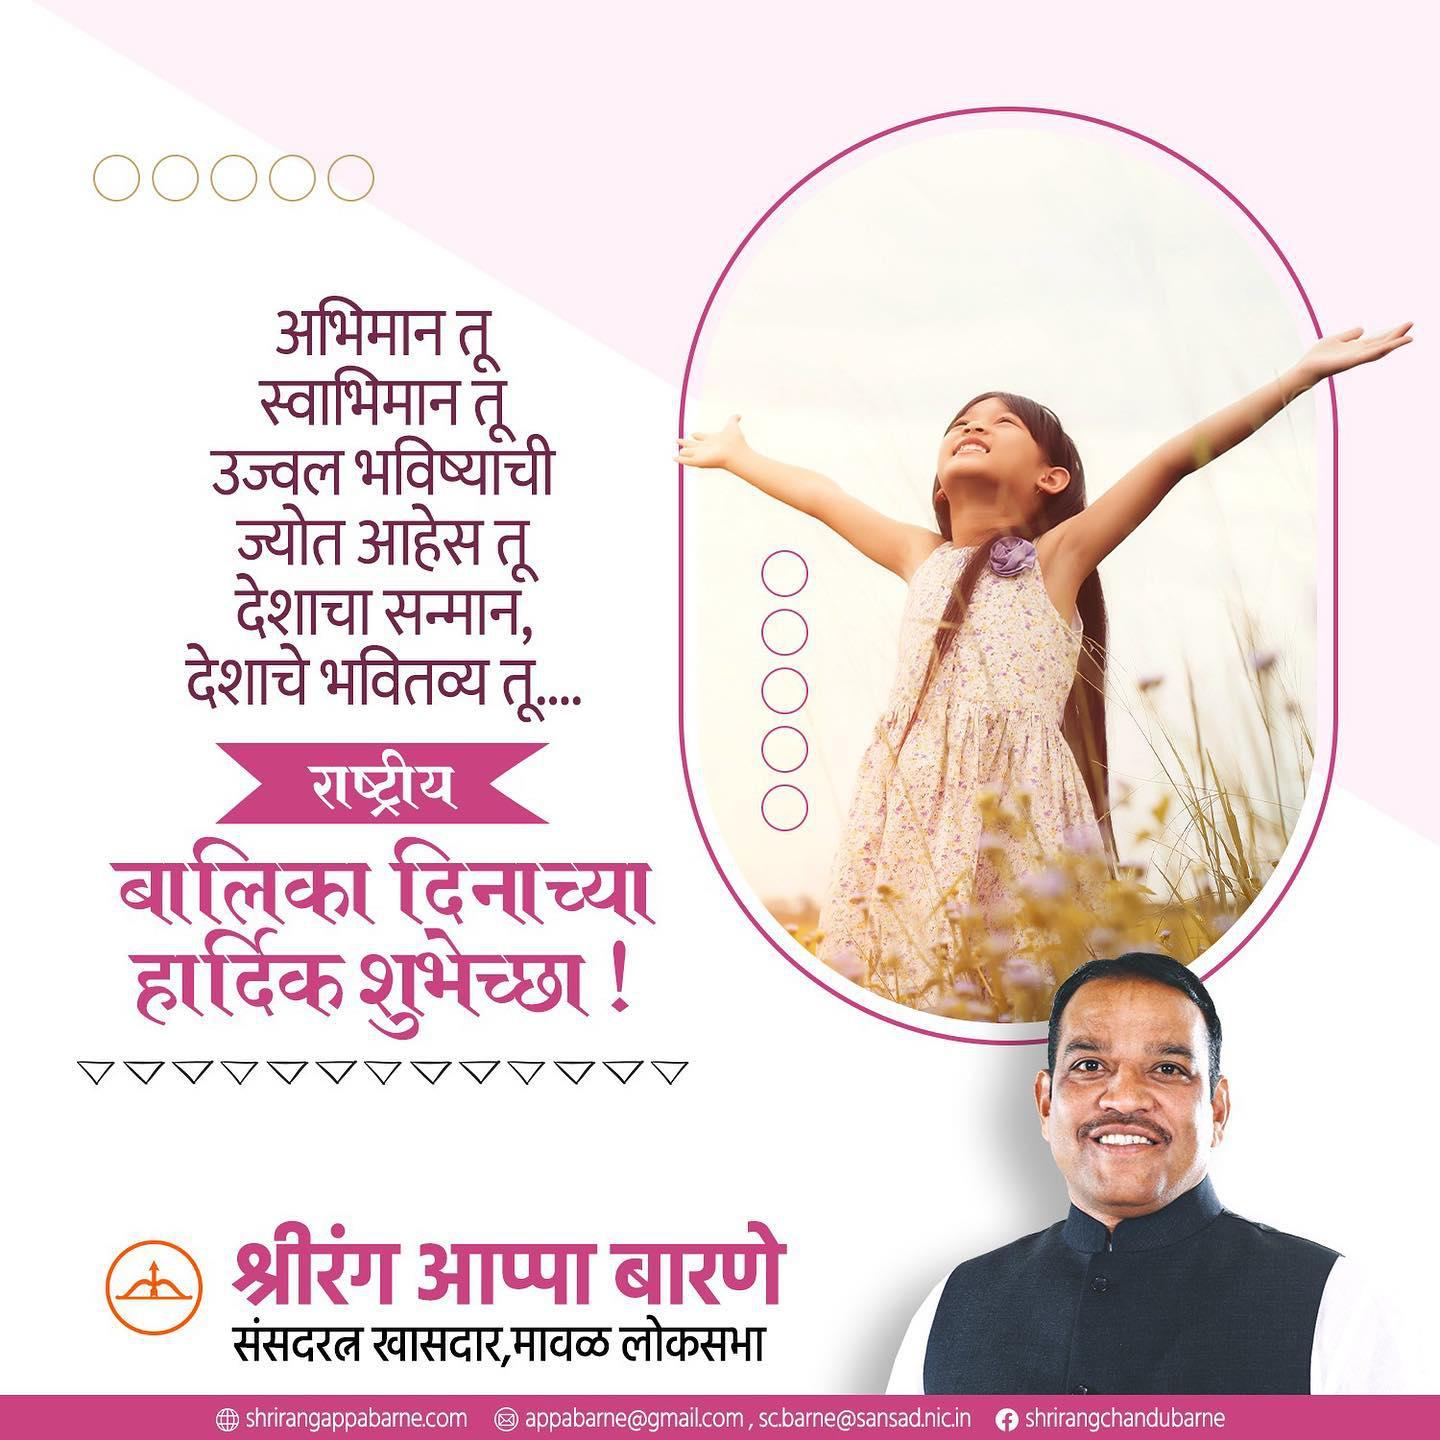 अभिमान तू
स्वाभिमान तू
उज्वल भविष्याची
ज्योत आहेस तू
देशाचा सन्मान,
देशाचे भवितव्य तू....
राष्ट्रीय
बालिका दिनाच्या
हार्दिक शुभेच्छा !
श्रीरंग आप्पा बारणे
संसदरत्न खासदार,मावळ लोकसभा
shrirangappabarne.com appabarne@gmail.com , sc.barne@sansad.nic.in shrirangchandubarne